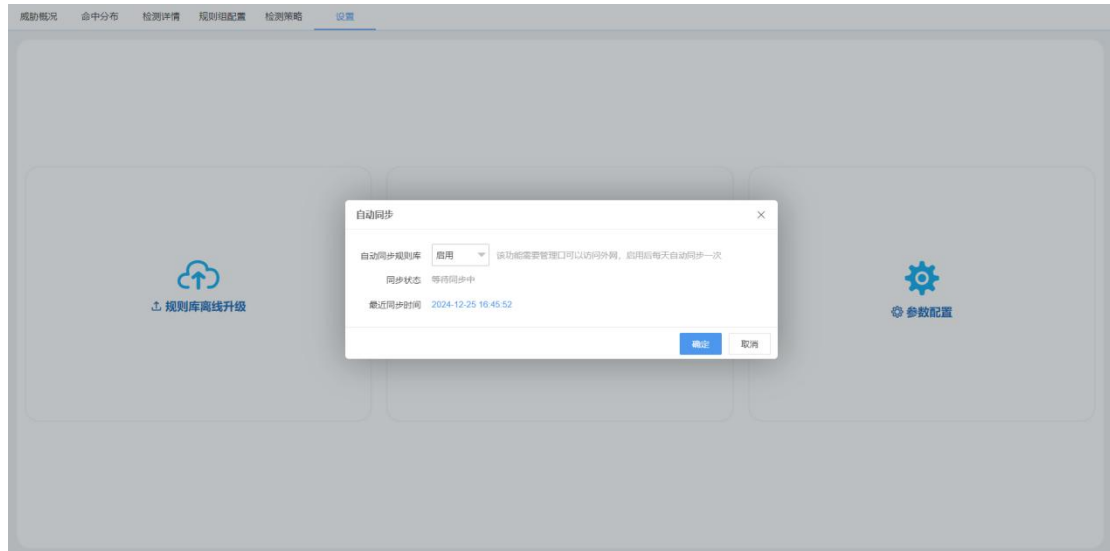 威胁概况 命中分布 检测详情 规则组配置 检测策略 设置
自动同步
自动同步规则库 启用 该功能需要管理口可以访问外网，启用后每天自动同步一次
同步状态 等待同步中
最近同步时间 2024-12-25 16:45:52
确定 取消
规则库离线升级
参数配置